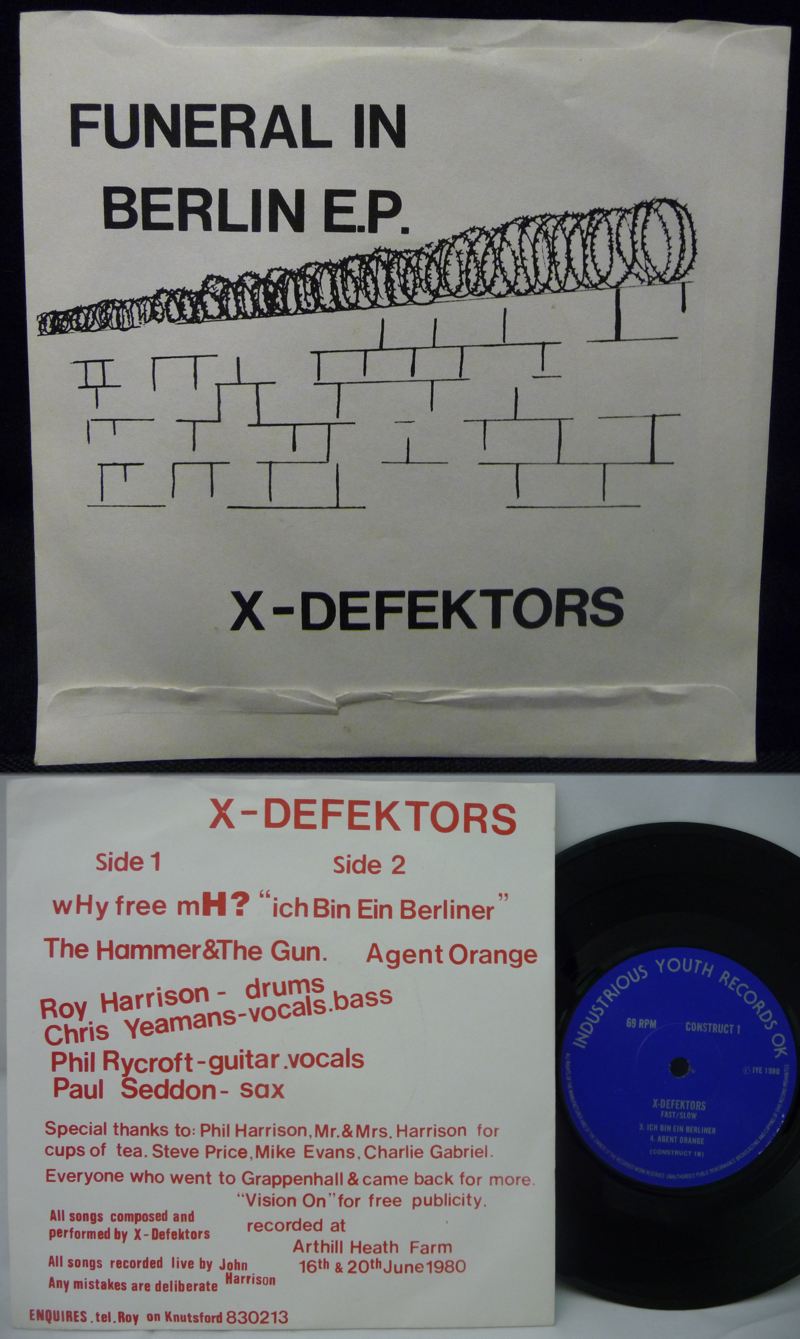 FUNERAL IN
BERLIN E.P.
X-DEFEKTORS
X-DEFEKTORS
Side 1
Side 2
wHy free mH? "ich Bin Ein Berliner"
The Hammer&The Gun. Agent Orange
Roy Harrison - drums
Chris Yeamans-vocals.bass
Phil Rycroft-guitar.vocals
Paul Seddon- sax
Special thanks to: Phil Harrison, Mr.& Mrs. Harrison for
cups of tea. Steve Price, Mike Evans, Charlie Gabriel.
Everyone who went to Grappenhall & came back for more.
"Vision On" for free publicity.
All songs composed and
performed by X-Defektors
recorded at
Arthill Heath Farm
16th & 20th June 1980
All songs recorded live by John
Harrison
Any mistakes are deliberate
ENQUIRES.tel.Roy on Knutsford 830213
INDUSTRIOUS YOUTH RECORDS OK
69 RPM CONSTRUCT 1
Ⓟ IYE 1980
X-DEFEKTORS
FAST/SLOW
3. ICH BIN EIN BERLINER
4. AGENT ORANGE
(CONSTRUCT 1B)